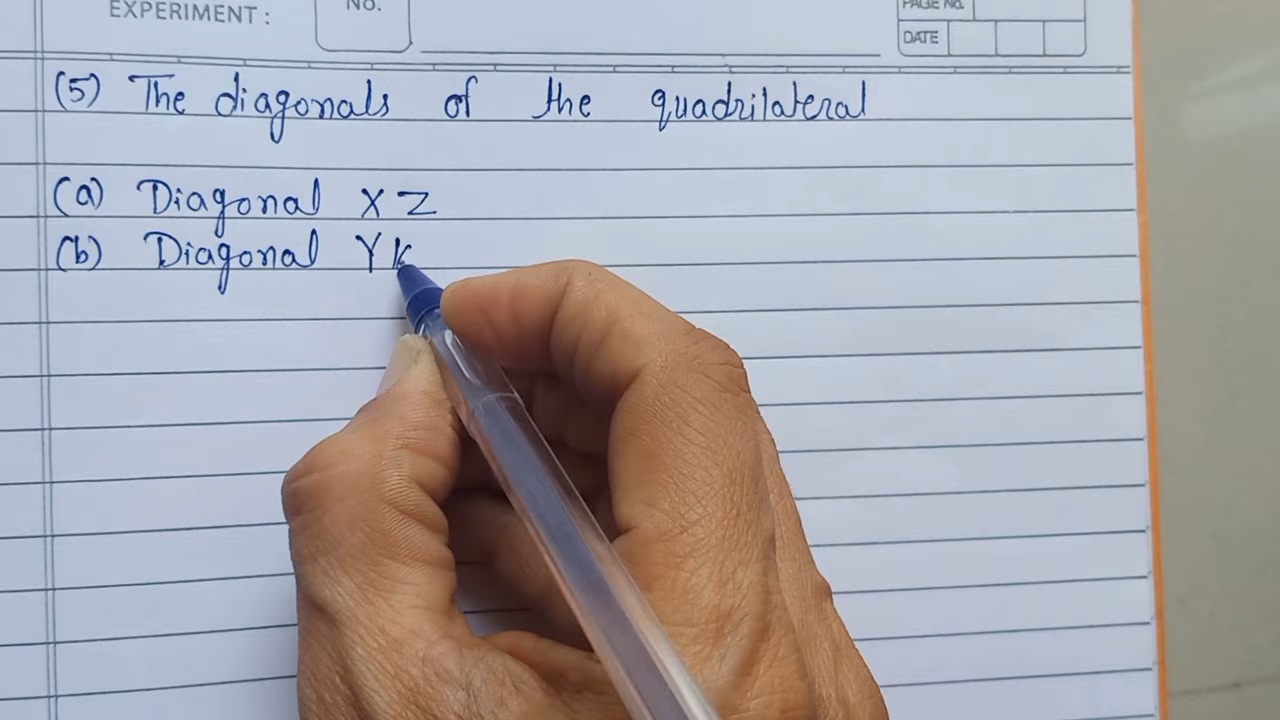 EXPERIMENT :
No.
PAGE No.
DATE
(5) The diagonals of the quadrilateral
(a) Diagonal XZ
(b) Diagonal Y